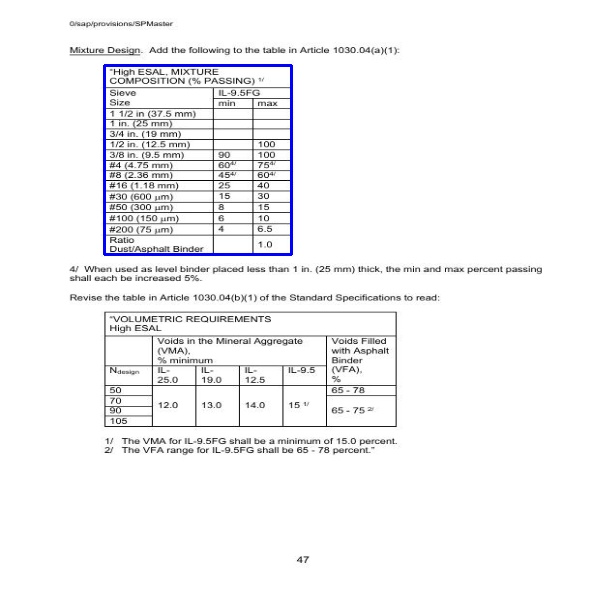 0/sap/provisions/SPMaster
Mixture Design. Add the following to the table in Article 1030.04(a)(1):
"High ESAL, MIXTURE
COMPOSITION (% PASSING) 1/
Sieve
Size
IL-9.5FG
min max
1 1/2 in (37.5 mm)
1 in. (25 mm)
3/4 in. (19 mm)
1/2 in. (12.5 mm) 100
3/8 in. (9.5 mm) 90 100
#4 (4.75 mm) 60 4/ 75 4/
#8 (2.36 mm) 45 4/ 60 4/
#16 (1.18 mm) 25 40
#30 (600 µm) 15 30
#50 (300 µm) 8 15
#100 (150 µm) 6 10
#200 (75 µm) 4 6.5
Ratio
Dust/Asphalt Binder 1.0
4/ When used as level binder placed less than 1 in. (25 mm) thick, the min and max percent passing
shall each be increased 5%.
Revise the table in Article 1030.04(b)(1) of the Standard Specifications to read:
"VOLUMETRIC REQUIREMENTS
High ESAL
Voids in the Mineral Aggregate
(VMA),
% minimum
Voids Filled
with Asphalt
Binder
(VFA),
%
Ndesign
IL-
25.0
IL-
19.0
IL-
12.5
IL-9.5
50 65 - 78
70
90
105
12.0 13.0 14.0 15 1/ 65 - 75 2/
1/ The VMA for IL-9.5FG shall be a minimum of 15.0 percent.
2/ The VFA range for IL-9.5FG shall be 65 - 78 percent."
47